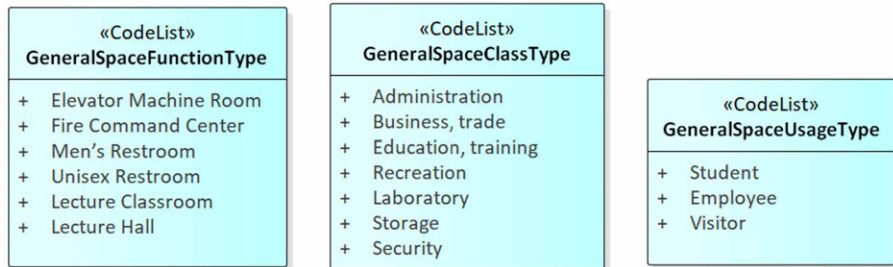 «CodeList»
GeneralSpaceFunctionType
+ Elevator Machine Room
+ Fire Command Center
+ Men's Restroom
+ Unisex Restroom
+ Lecture Classroom
+ Lecture Hall
«CodeList»
GeneralSpaceClassType
+ Administration
+ Business, trade
+ Education, training
+ Recreation
+ Laboratory
+ Storage
+ Security
«CodeList»
GeneralSpaceUsageType
+ Student
+ Employee
+ Visitor